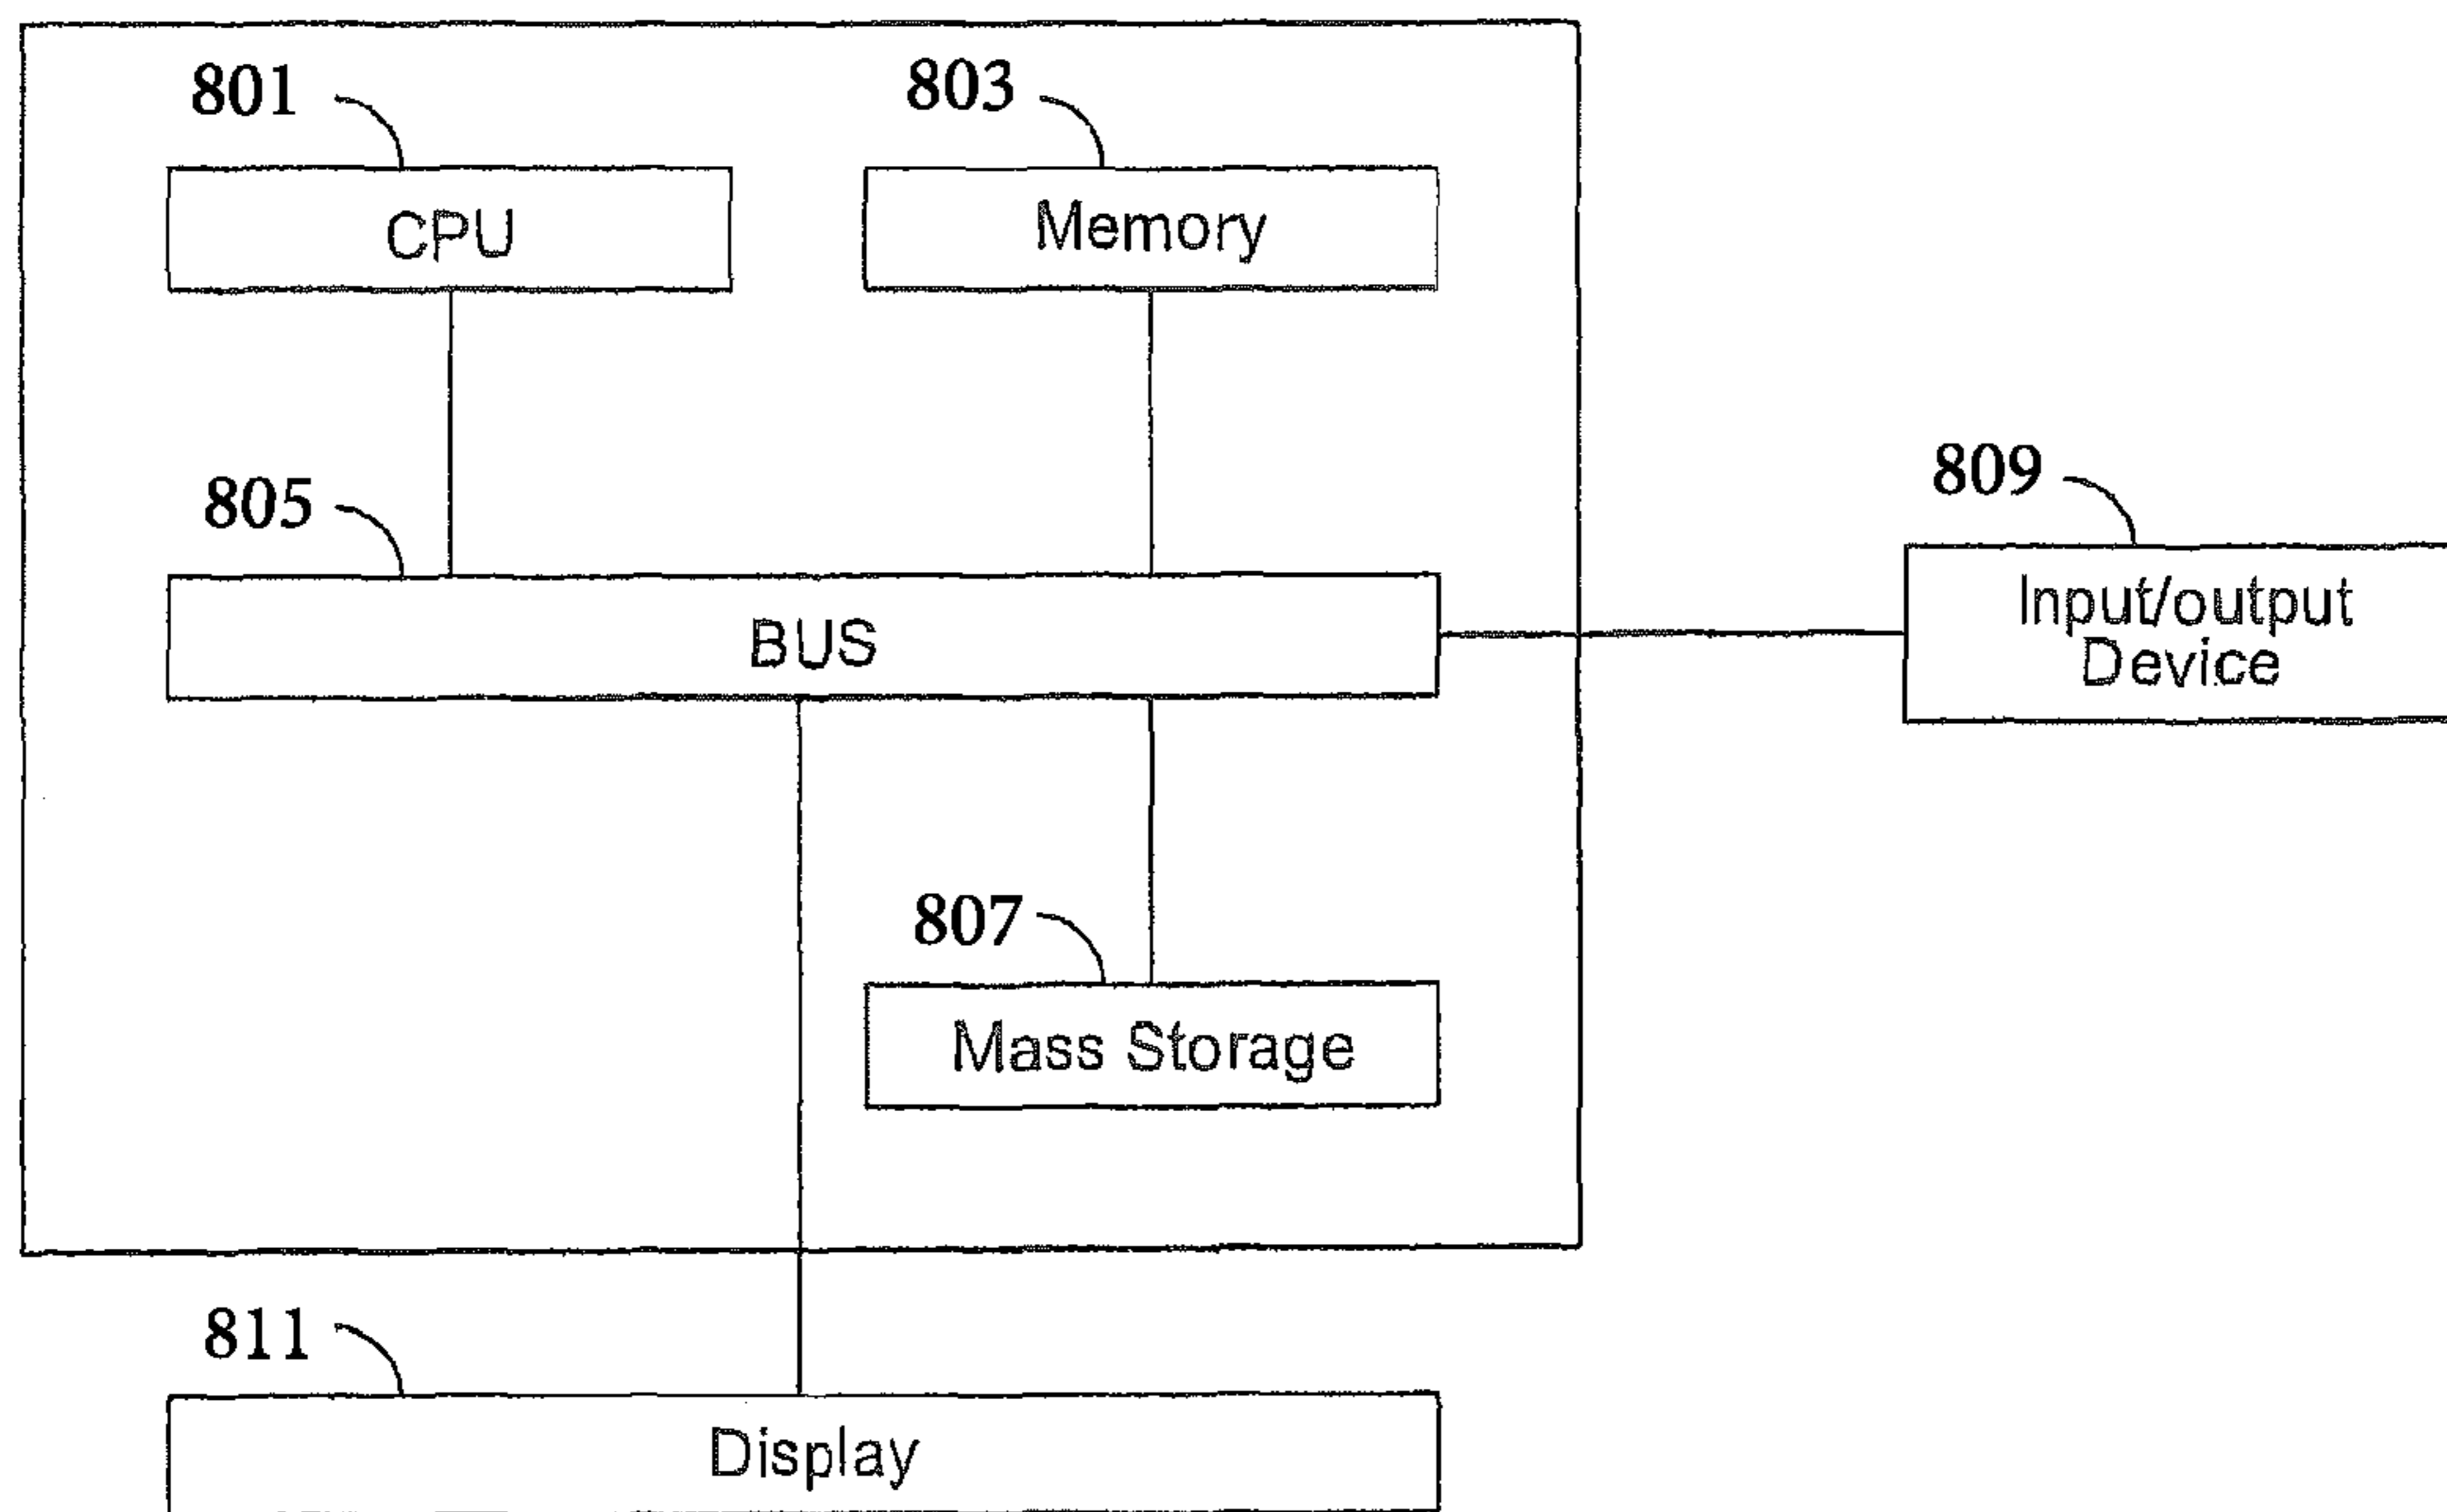 801
803
CPU
Memory
805
809
BUS
Input/output
Device
807
Mass Storage
811
Display